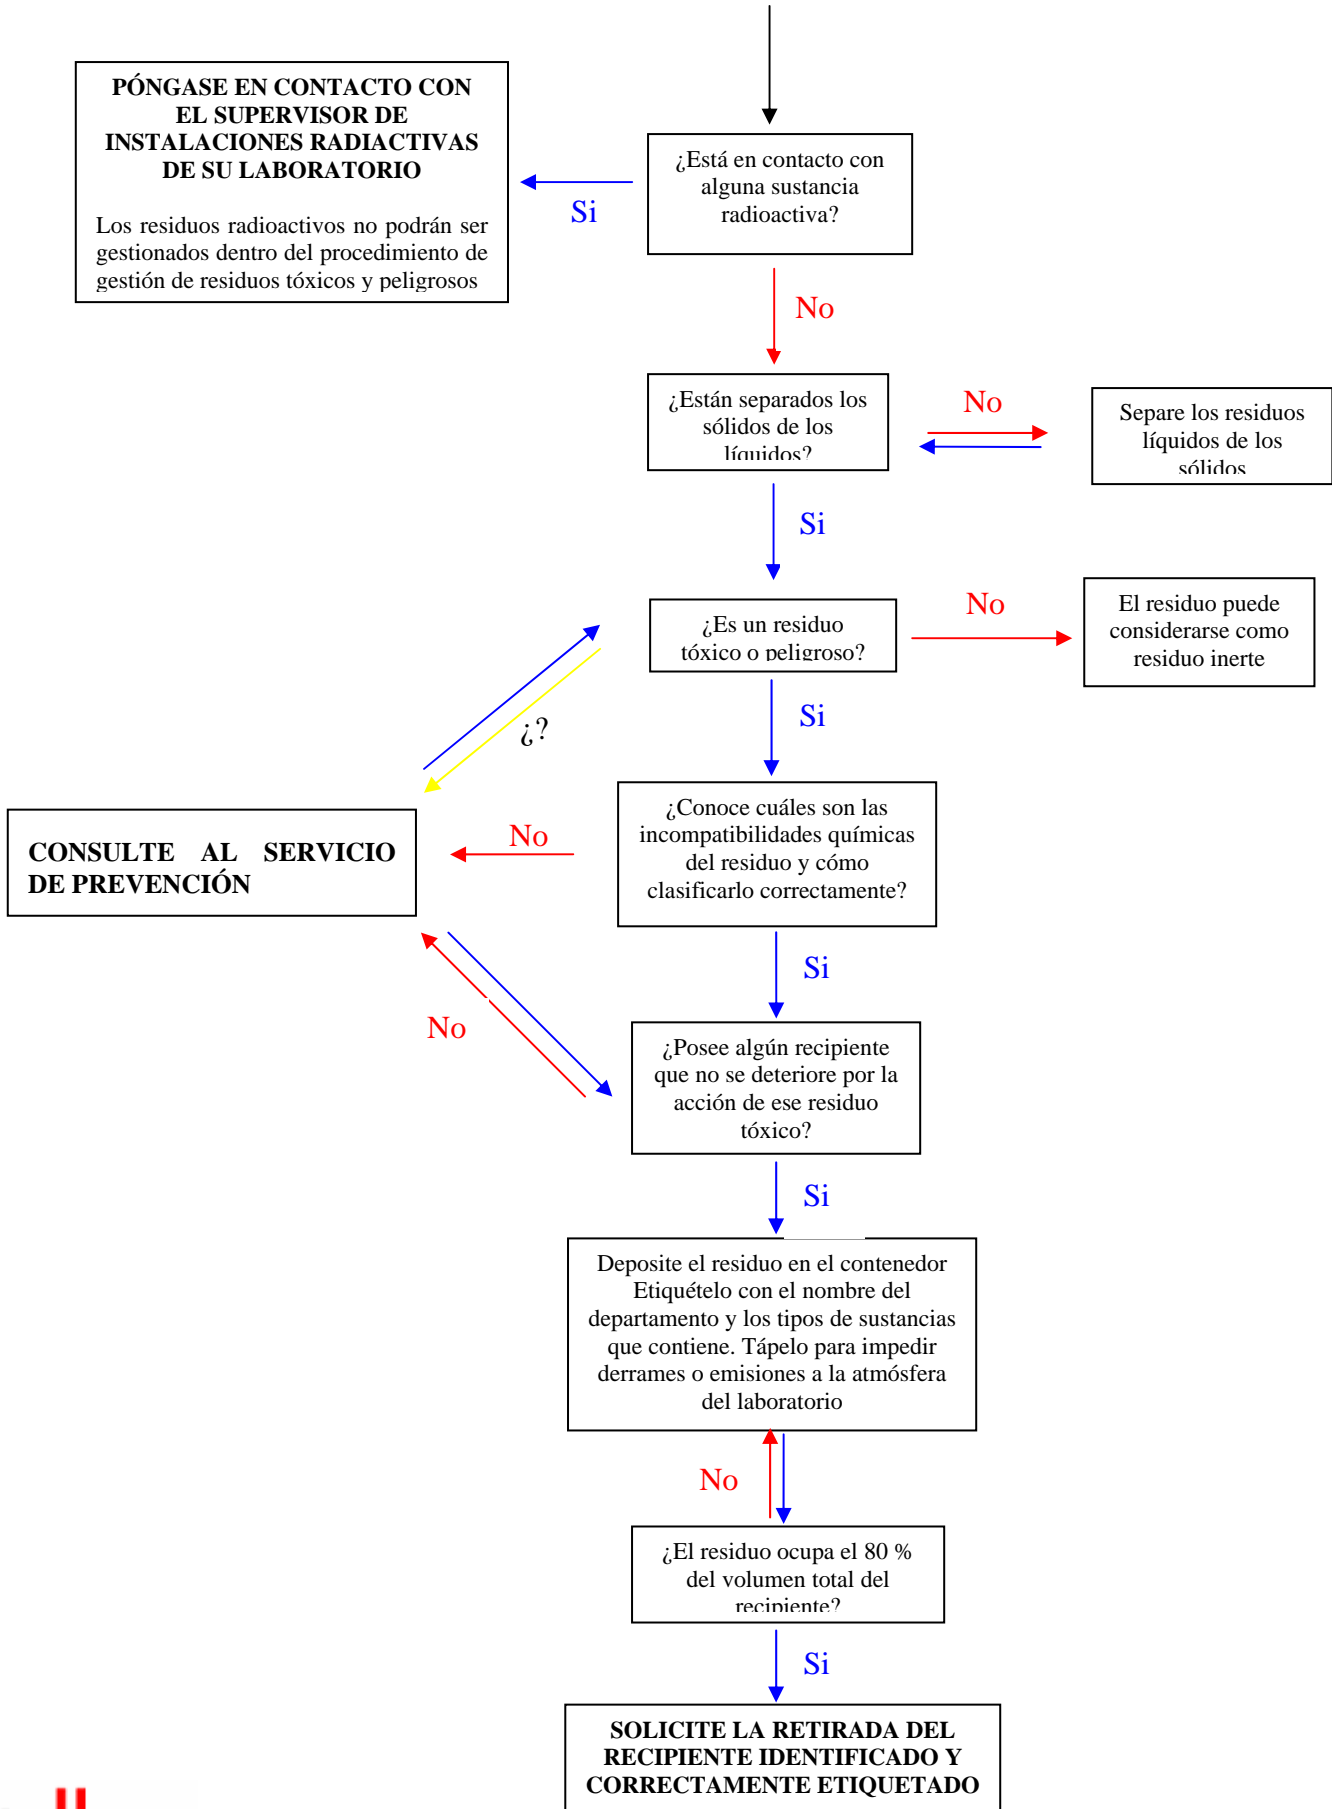 PÓNGASE EN CONTACTO CON
EL SUPERVISOR DE
INSTALACIONES RADIACTIVAS
DE SU LABORATORIO
Los residuos radioactivos no podrán ser
gestionados dentro del procedimiento de
gestión de residuos tóxicos y peligrosos
Si
¿Está en contacto con
alguna sustancia
radioactiva?
No
¿Están separados los
sólidos de los
líquidos?
No
Separe los residuos
líquidos de los
sólidos
Si
¿Es un residuo
tóxico o peligroso?
No
El residuo puede
considerarse como
residuo inerte
¿?
Si
CONSULTE AL SERVICIO
DE PREVENCIÓN
No
¿Conoce cuáles son las
incompatibilidades químicas
del residuo y cómo
clasificarlo correctamente?
Si
No
¿Posee algún recipiente
que no se deteriore por la
acción de ese residuo
tóxico?
Si
Deposite el residuo en el contenedor
Etiquételo con el nombre del
departamento y los tipos de sustancias
que contiene. Tápelo para impedir
derrames o emisiones a la atmósfera
del laboratorio
No
¿El residuo ocupa el 80 %
del volumen total del
recipiente?
Si
SOLICITE LA RETIRADA DEL
RECIPIENTE IDENTIFICADO Y
CORRECTAMENTE ETIQUETADO